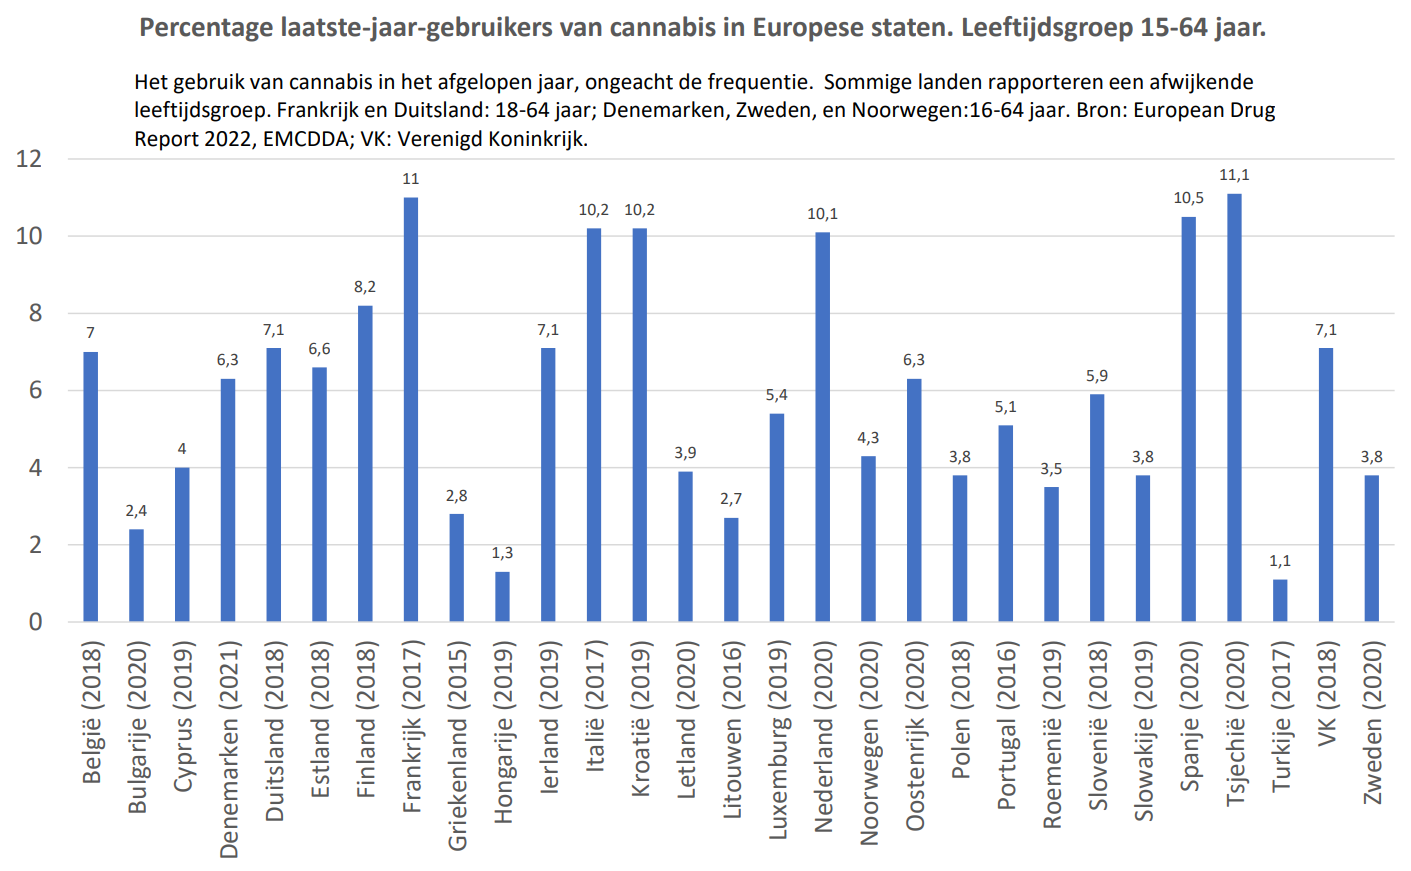 Percentage laatste-jaar-gebruikers van cannabis in Europese staten. Leeftijdsgroep 15-64 jaar.
Het gebruik van cannabis in het afgelopen jaar, ongeacht de frequentie.  Sommige landen rapporteren een afwijkende
leeftijdsgroep. Frankrijk en Duitsland: 18-64 jaar; Denemarken, Zweden, en Noorwegen:16-64 jaar. Bron: European Drug
Report 2022, EMCDDA; VK: Verenigd Koninkrijk.
12
10
8
6
4
2
0
7
2,4
4
6,3
7,1
6,6
8,2
11
2,8
1,3
7,1
10,2
10,2
3,9
2,7
5,4
10,1
4,3
6,3
3,8
5,1
3,5
5,9
3,8
10,5
11,1
1,1
7,1
3,8
België (2018)
Bulgarije (2020)
Cyprus (2019)
Denemarken (2021)
Duitsland (2018)
Estland (2018)
Finland (2018)
Frankrijk (2017)
Griekenland (2015)
Hongarije (2019)
Ierland (2019)
Italië (2017)
Kroatië (2019)
Letland (2020)
Litouwen (2016)
Luxemburg (2019)
Nederland (2020)
Noorwegen (2020)
Oostenrijk (2020)
Polen (2018)
Portugal (2016)
Roemenië (2019)
Slovenië (2018)
Slowakije (2019)
Spanje (2020)
Tsjechië (2020)
Turkije (2017)
VK (2018)
Zweden (2020)